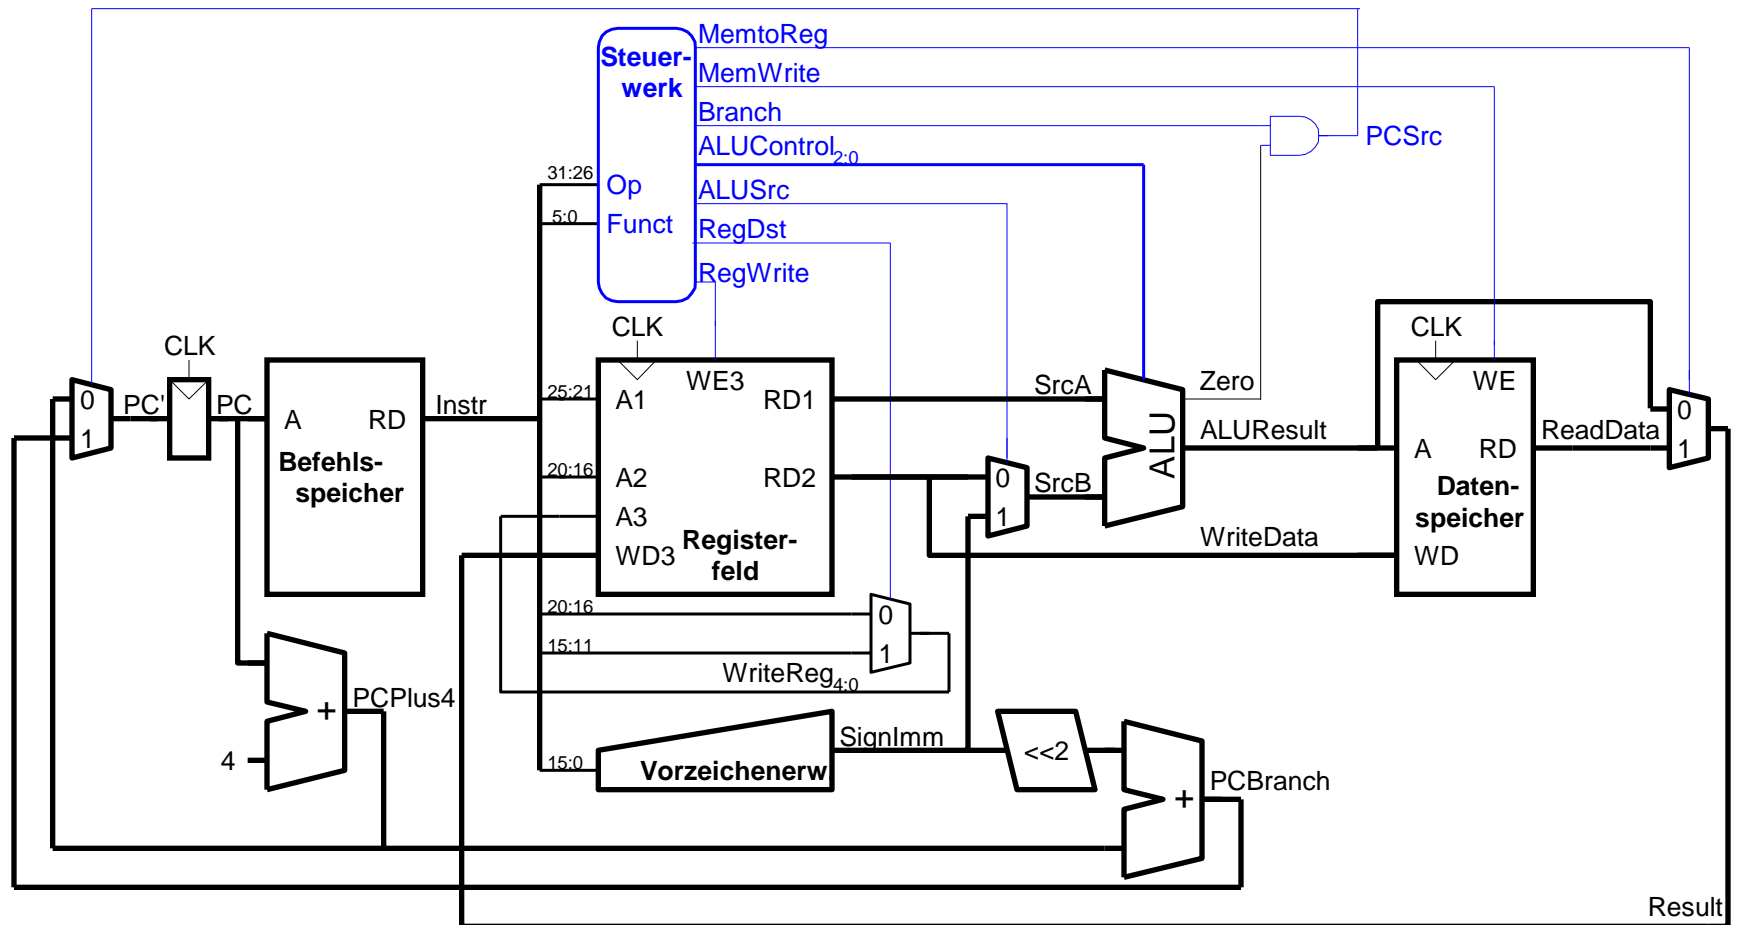 MemtoReg
Steuer-
werk
MemWrite
Branch
PCSrc
ALUControl2:0
31:26
Op
ALUSrc
5:0
Funct
RegDst
RegWrite
CLK
CLK
CLK
0
1
PC'
PC
A
RD
Befehls-
speicher
Instr
25:21
A1
WE3
RD1
20:16
A2
RD2
A3
WD3
Register-
feld
SrcA
0
1
SrcB
ALU
Zero
ALUResult
WriteData
WE
A
RD
Daten-
speicher
WD
ReadData
0
1
20:16
0
15:11
1
WriteReg4:0
PCPlus4
+
4
15:0
Vorzeichenerw.
SignImm
<<2
+
PCBranch
Result